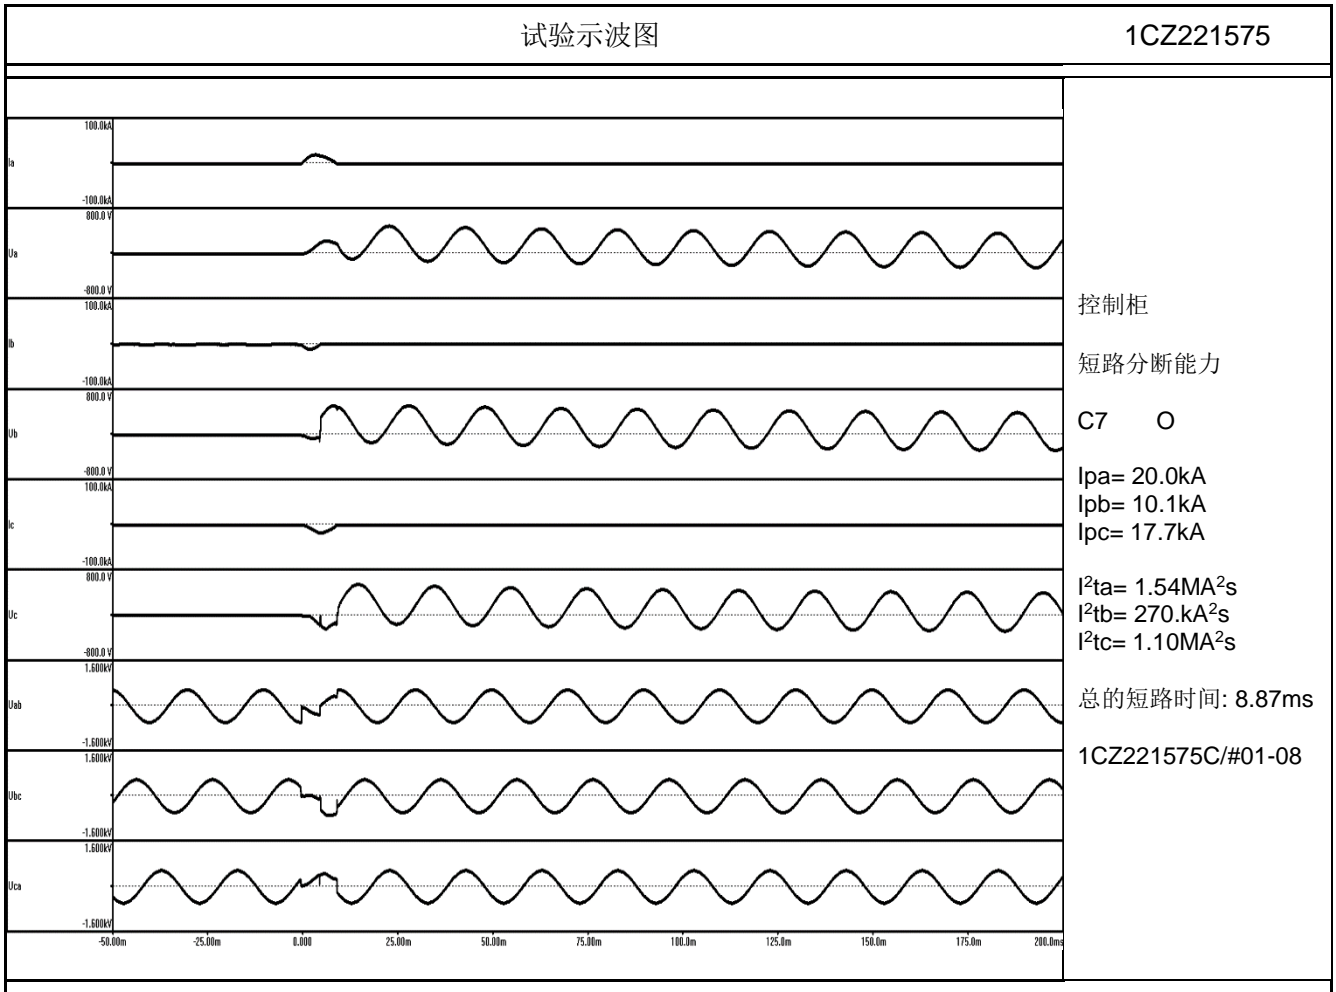 试验示波图
1CZ221575
100.0kA
Ia
-100.0kA
800.0 V
Ua
-800.0 V
100.0kA
Ib
-100.0kA
800.0 V
Ub
-800.0 V
100.0kA
Ic
-100.0kA
800.0 V
Uc
-800.0 V
1.600kV
Uab
-1.600kV
1.600kV
Ubc
-1.600kV
1.600kV
Uca
-1.600kV
-50.00m -25.00m 0.000 25.00m 50.00m 75.00m 100.0m 125.0m 150.0m 175.0m 200.0ms
控制柜
短路分断能力
C7 O
Ipa= 20.0kA
Ipb= 10.1kA
Ipc= 17.7kA
I²ta= 1.54MA²s
I²tb= 270.kA²s
I²tc= 1.10MA²s
总的短路时间: 8.87ms
1CZ221575C/#01-08